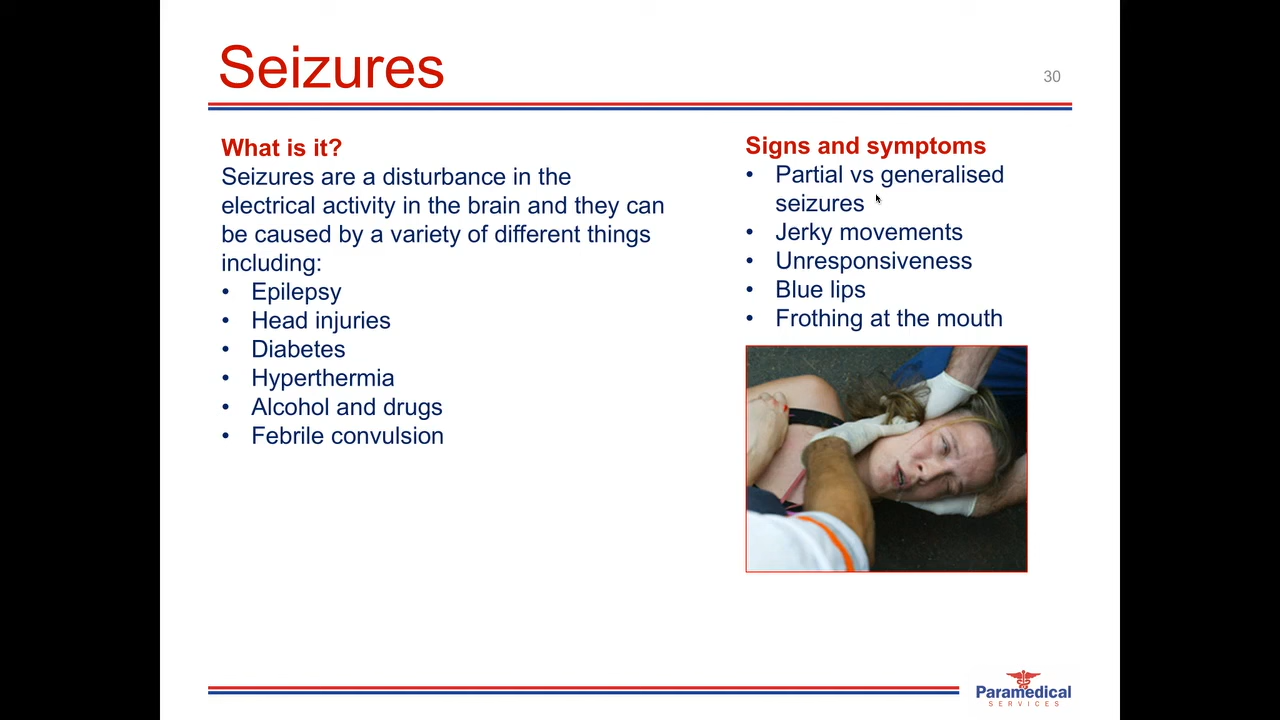 Seizures
30
What is it?
Seizures are a disturbance in the
electrical activity in the brain and they can
be caused by a variety of different things
including:
• Epilepsy
• Head injuries
• Diabetes
• Hyperthermia
• Alcohol and drugs
• Febrile convulsion
Signs and symptoms
• Partial vs generalised
seizures
• Jerky movements
• Unresponsiveness
• Blue lips
• Frothing at the mouth
Paramedical
SERVICES